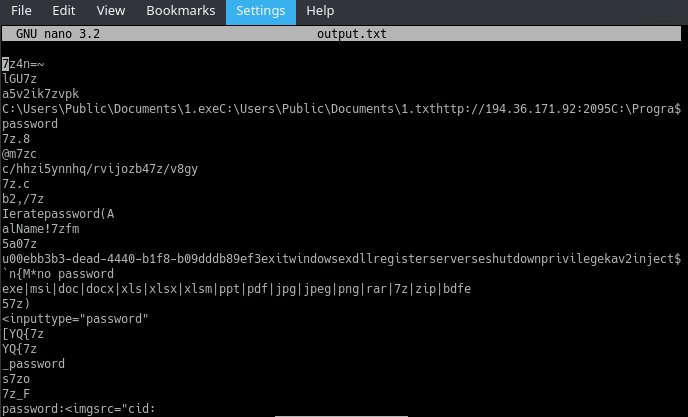 File Edit View Bookmarks Settings Help
GNU nano 3.2 output.txt
7z4n=~
lGU7z
a5v2ik7zvpk
C:\Users\Public\Documents\1.exeC:\Users\Public\Documents\1.txthttp://194.36.171.92:2095C:\Progra$
password
7z.8
@m7zc
c/hhzi5ynnhq/rvijozb47z/v8gy
7z.c
b2,/7z
Ieratepassword(A
alName!7zfm
5a07z
u00ebb3b3-dead-4440-b1f8-b09dddb89ef3exitwindowsexdllregisterserverseshutdownprivilegekav2inject$
`n{M*no password
exe|msi|doc|docx|xls|xlsx|xlsm|ppt|pdf|jpg|jpeg|png|rar|7z|zip|bdfe
57z)
<inputtype="password"
[YQ{7z
YQ{7z
_password
s7zo
7z_F
password:<imgsrc="cid: